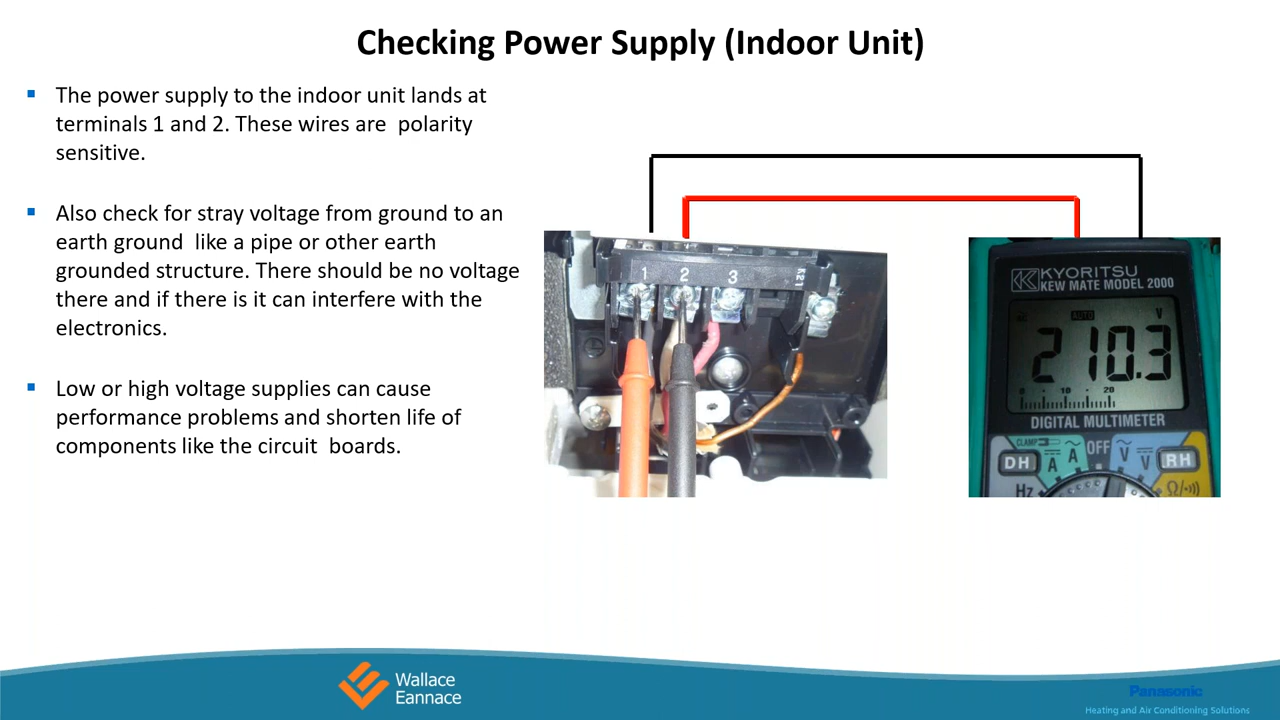 Checking Power Supply (Indoor Unit)
The power supply to the indoor unit lands at
terminals 1 and 2. These wires are polarity
sensitive.
Also check for stray voltage from ground to an
earth ground like a pipe or other earth
grounded structure. There should be no voltage
there and if there is it can interfere with the
electronics.
Low or high voltage supplies can cause
performance problems and shorten life of
components like the circuit boards.
1 2 3
KYORITSU
KEW MATE MODEL 2000
AC AUTO V
210.3
0 10 20
DIGITAL MULTIMETER
CLAMP
OFF
DH A A V V RH
Hz Ω
Wallace
Eannace
Panasonic
Heating and Air Conditioning Solutions